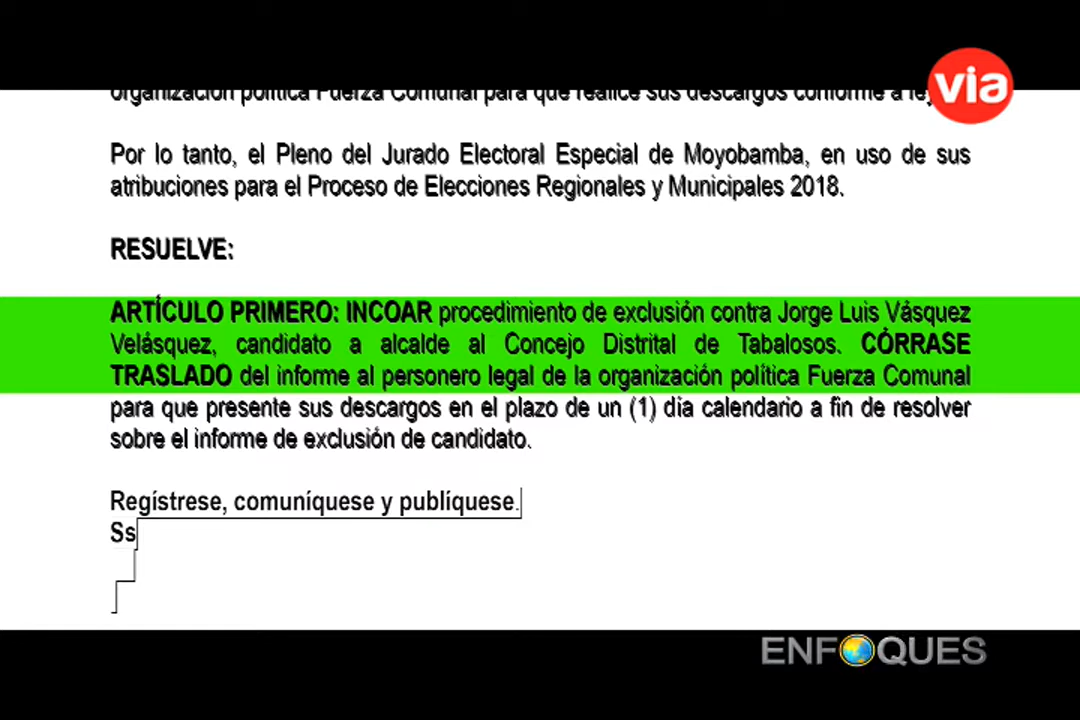 via
organización política Fuerza Comunal para que realice sus descargos conforme a ley
Por lo tanto, el Pleno del Jurado Electoral Especial de Moyobamba, en uso de sus
atribuciones para el Proceso de Elecciones Regionales y Municipales 2018.
RESUELVE:
ARTÍCULO PRIMERO: INCOAR procedimiento de exclusión contra Jorge Luis Vásquez
Velásquez, candidato a alcalde al Concejo Distrital de Tabalosos. CÓRRASE
TRASLADO del informe al personero legal de la organización política Fuerza Comunal
para que presente sus descargos en el plazo de un (1) dia calendario a fin de resolver
sobre el informe de exclusión de candidato.
Regístrese, comuníquese y publíquese.
Ss
ENFOQUES